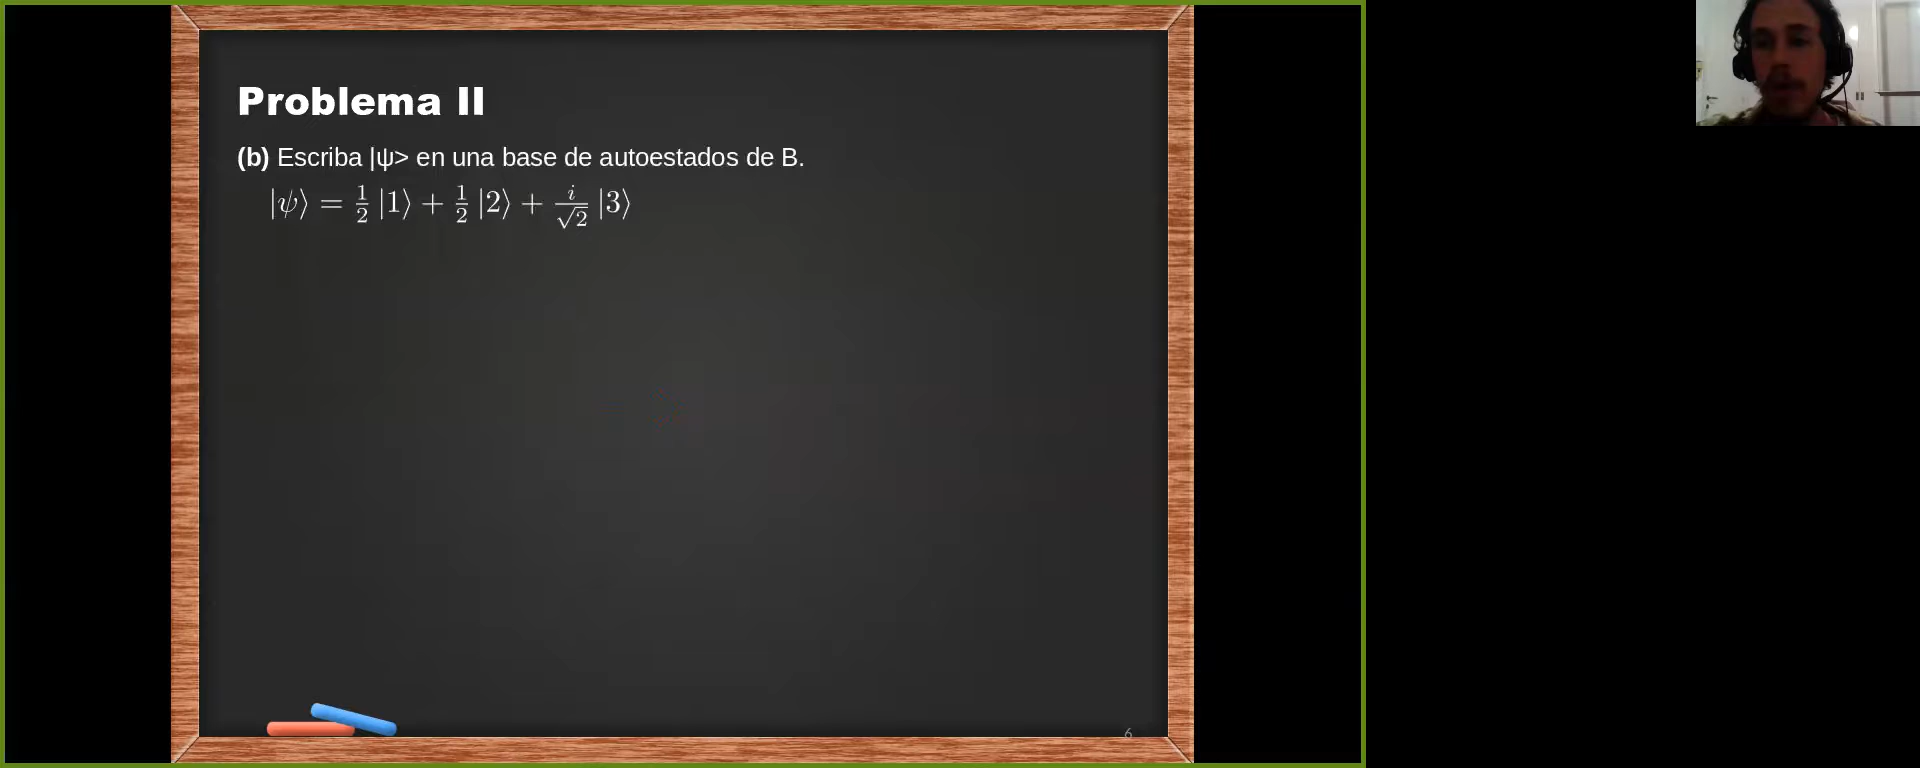 Problema II
(b) Escriba |ψ> en una base de autoestados de B.
|ψ⟩ = 1/2 |1⟩ + 1/2 |2⟩ + i/√2 |3⟩
6